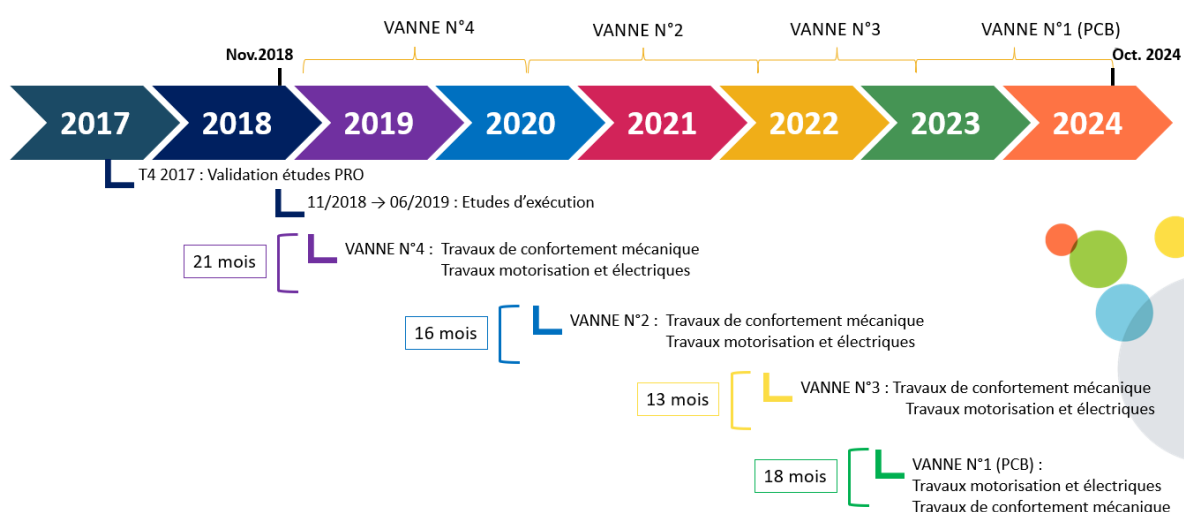 VANNE N°4
VANNE N°2
VANNE N°3
VANNE N°1 (PCB)
Nov.2018
Oct. 2024
2017
2018
2019
2020
2021
2022
2023
2024
T4 2017 : Validation études PRO
11/2018 → 06/2019 : Etudes d’exécution
21 mois
VANNE N°4 : Travaux de confortement mécanique
Travaux motorisation et électriques
16 mois
VANNE N°2 : Travaux de confortement mécanique
Travaux motorisation et électriques
13 mois
VANNE N°3 : Travaux de confortement mécanique
Travaux motorisation et électriques
18 mois
VANNE N°1 (PCB) :
Travaux motorisation et électriques
Travaux de confortement mécanique